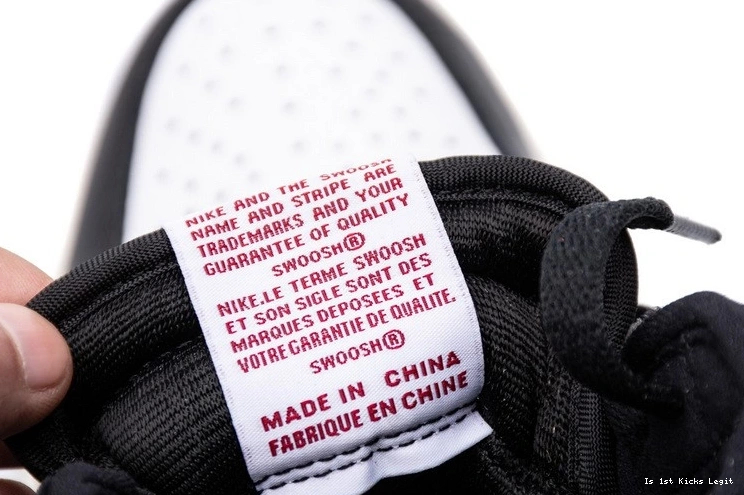 NIKE AND THE SWOOSH
NAME AND STRIPE ARE
TRADEMARKS AND YOUR
GUARANTEE OF QUALITY
SWOOSH®
NIKE.LE TERME SWOOSH
ET SON SIGLE SONT DES
MARQUES DEPOSEES ET
VOTRE GARANTIE DE QUALITE.
SWOOSH®
MADE IN CHINA
FABRIQUE EN CHINE
Is 1st Kicks Legit